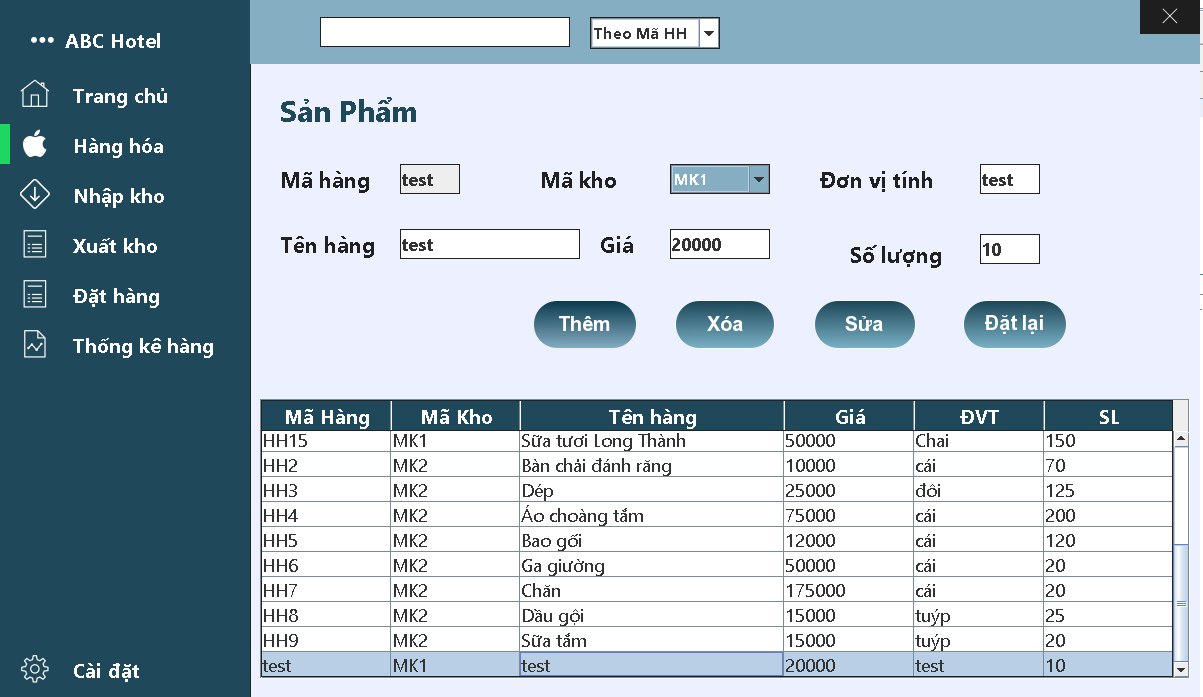 ••• ABC Hotel
Theo Mã HH
Trang chủ
Hàng hóa
Nhập kho
Xuất kho
Đặt hàng
Thống kê hàng
Cài đặt
Sản Phẩm
Mã hàng test Mã kho MK1 Đơn vị tính test
Tên hàng test Giá 20000 Số lượng 10
Thêm Xóa Sửa Đặt lại
Mã Hàng Mã Kho Tên hàng Giá ĐVT SL
HH15 MK1 Sữa tươi Long Thành 50000 Chai 150
HH2 MK2 Bàn chải đánh răng 10000 cái 70
HH3 MK2 Dép 25000 đôi 125
HH4 MK2 Áo choàng tắm 75000 cái 200
HH5 MK2 Bao gối 12000 cái 120
HH6 MK2 Ga giường 50000 cái 20
HH7 MK2 Chăn 175000 cái 20
HH8 MK2 Dầu gội 15000 tuýp 25
HH9 MK2 Sữa tắm 15000 tuýp 20
test MK1 test 20000 test 10